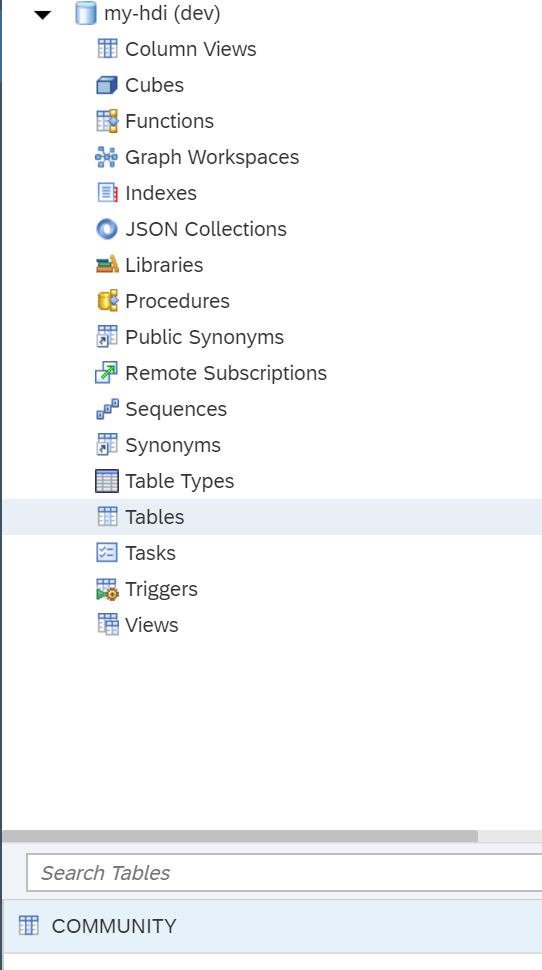 my-hdi (dev)
Column Views
Cubes
Functions
Graph Workspaces
Indexes
JSON Collections
Libraries
Procedures
Public Synonyms
Remote Subscriptions
Sequences
Synonyms
Table Types
Tables
Tasks
Triggers
Views
Search Tables
COMMUNITY